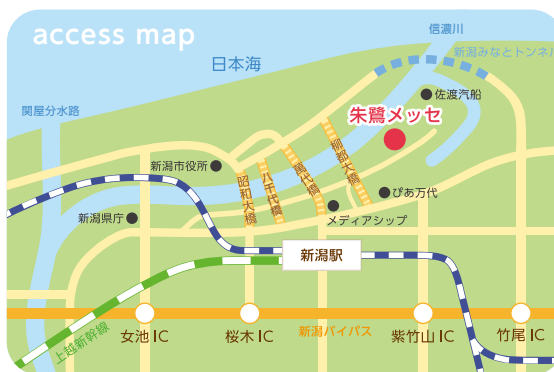 access map
信濃川
新潟みなとトンネル
日本海
佐渡汽船
関屋分水路
朱鷺メッセ
新潟市役所
昭和大橋
八千代橋
萬代橋
柳都大橋
ぴあ万代
新潟県庁
メディアシップ
新潟駅
上越新幹線
女池 IC
桜木 IC
新潟バイパス
紫竹山 IC
竹尾 IC